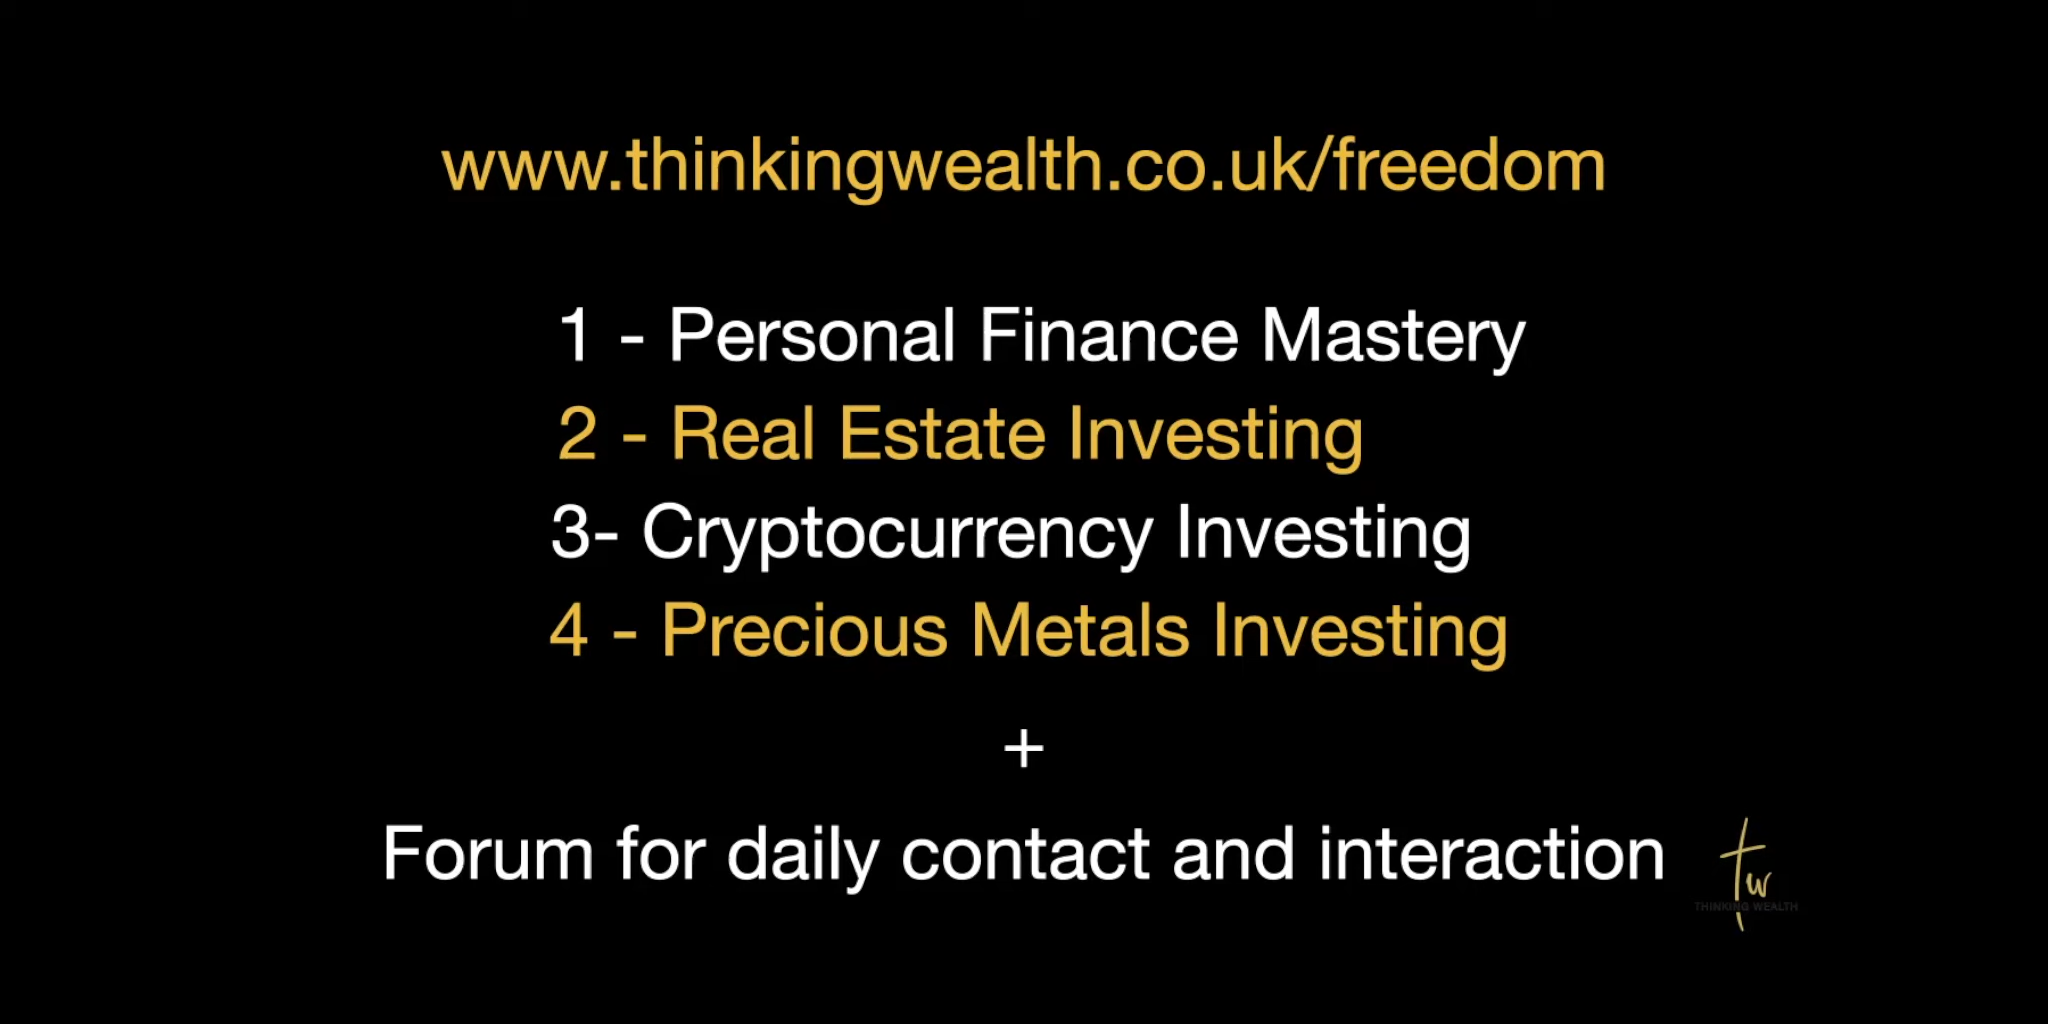 www.thinkingwealth.co.uk/freedom
1 - Personal Finance Mastery
2 - Real Estate Investing
3- Cryptocurrency Investing
4 - Precious Metals Investing
+
Forum for daily contact and interaction
tw
THINKING WEALTH